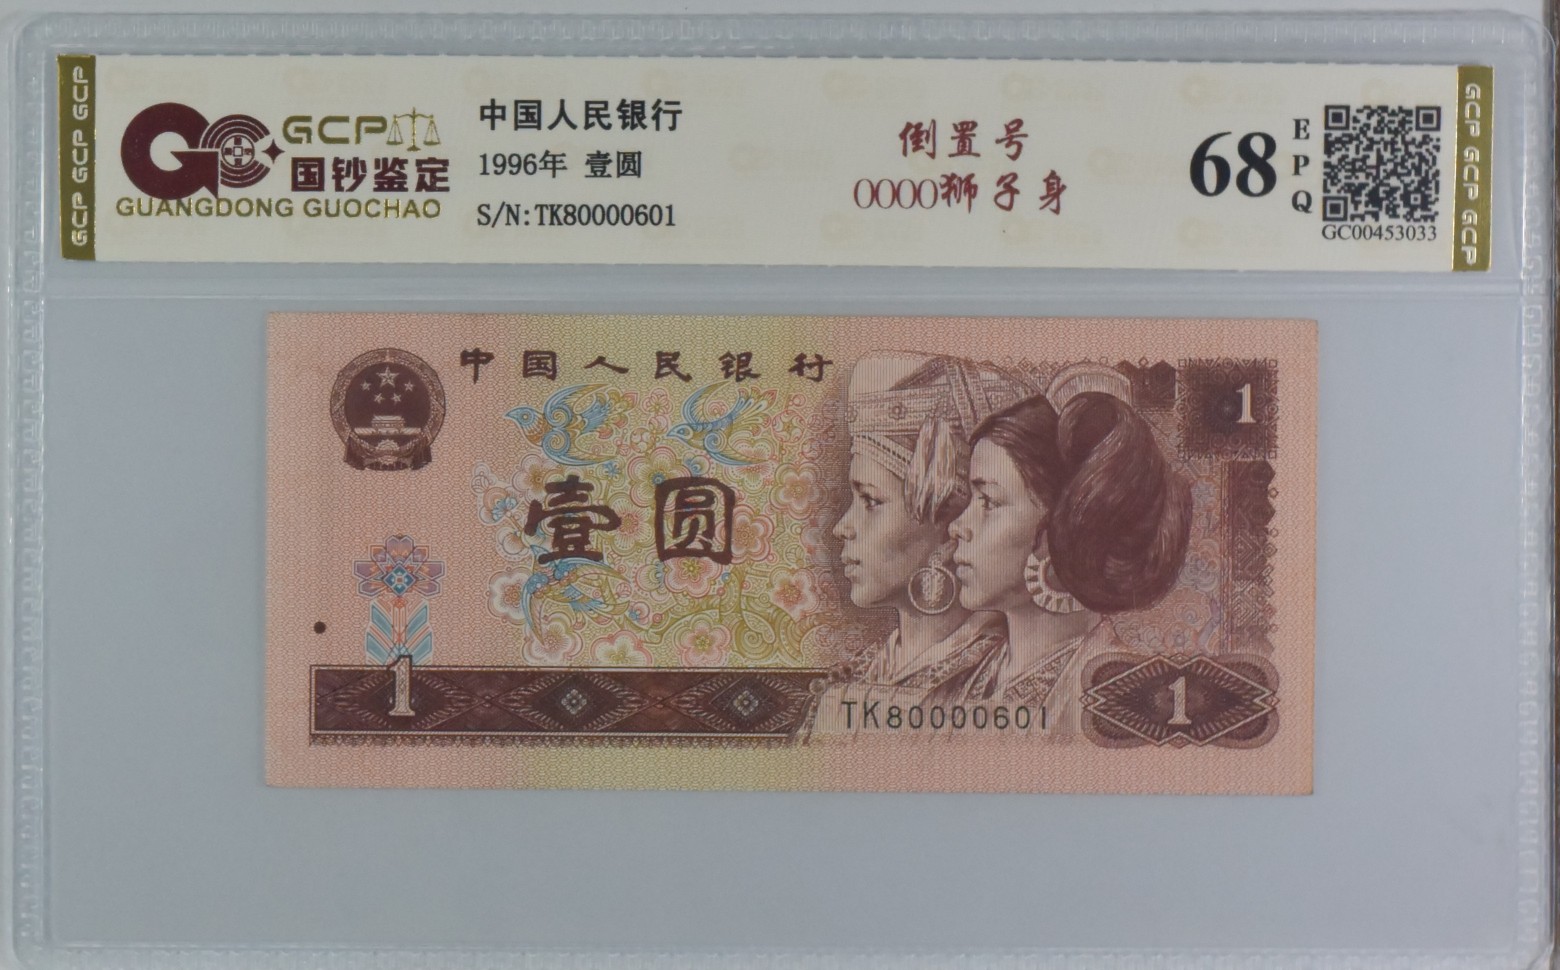 GCP GCP GCP
GCP
国钞鉴定
GUANGDONG GUOCHAO
中国人民银行
1996年 壹圆
S/N:TK80000601
倒置号
0000狮子身
68
E
P
Q
GC00453033
GCP GCP GCP
中国人民银行
1
壹圆
1
TK80000601
1